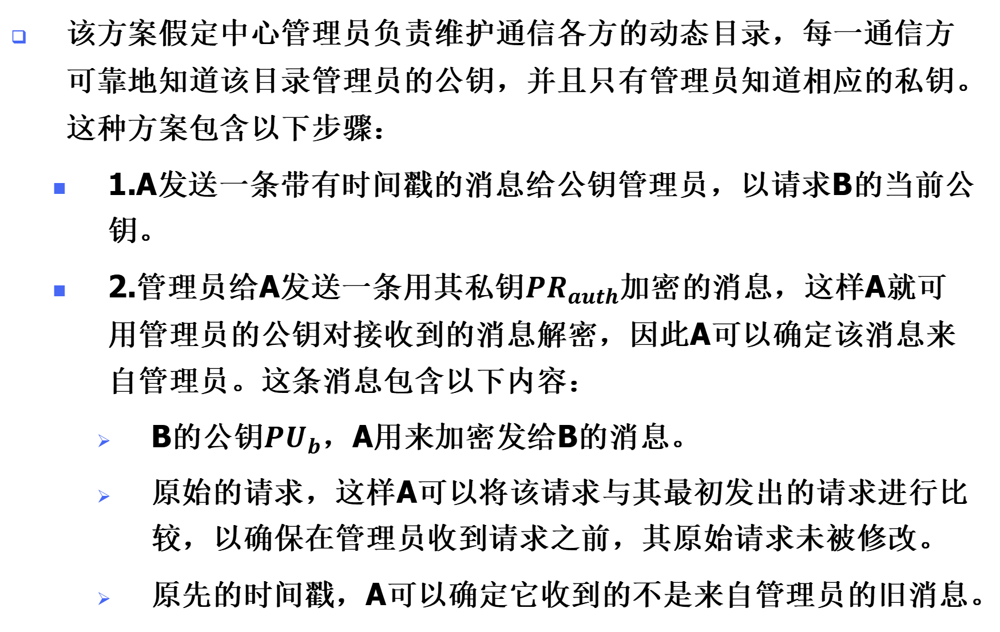 该方案假定中心管理员负责维护通信各方的动态目录，每一通信方
可靠地知道该目录管理员的公钥，并且只有管理员知道相应的私钥。
这种方案包含以下步骤：
1.A发送一条带有时间戳的消息给公钥管理员，以请求B的当前公
钥。
2.管理员给A发送一条用其私钥PR_auth加密的消息，这样A就可
用管理员的公钥对接收到的消息解密，因此A可以确定该消息来
自管理员。这条消息包含以下内容：
B的公钥PU_b，A用来加密发给B的消息。
原始的请求，这样A可以将该请求与其最初发出的请求进行比
较，以确保在管理员收到请求之前，其原始请求未被修改。
原先的时间戳，A可以确定它收到的不是来自管理员的旧消息。